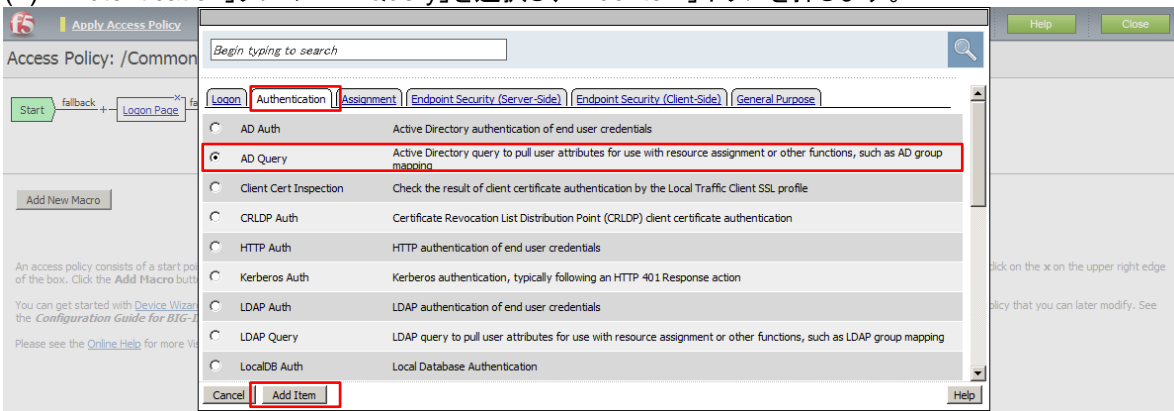 Apply Access Policy
Help
Close
Access Policy: /Common
Begin typing to search
Start
fallback
+
Logon Page
x
fa
Logon
Authentication
Assignment
Endpoint Security (Server-Side)
Endpoint Security (Client-Side)
General Purpose
AD Auth Active Directory authentication of end user credentials
AD Query Active Directory query to pull user attributes for use with resource assignment or other functions, such as AD group
mapping
Client Cert Inspection Check the result of client certificate authentication by the Local Traffic Client SSL profile
CRLDP Auth Certificate Revocation List Distribution Point (CRLDP) client certificate authentication
HTTP Auth HTTP authentication of end user credentials
Kerberos Auth Kerberos authentication, typically following an HTTP 401 Response action
LDAP Auth LDAP authentication of end user credentials
LDAP Query LDAP query to pull user attributes for use with resource assignment or other functions, such as LDAP group mapping
LocalDB Auth Local Database Authentication
Cancel
Add Item
Help
Add New Macro
An access policy consists of a start poi
click on the x on the upper right edge
of the box. Click the Add Macro butt
You can get started with Device Wizar
olicy that you can later modify. See
the Configuration Guide for BIG-I
Please see the Online Help for more Vi